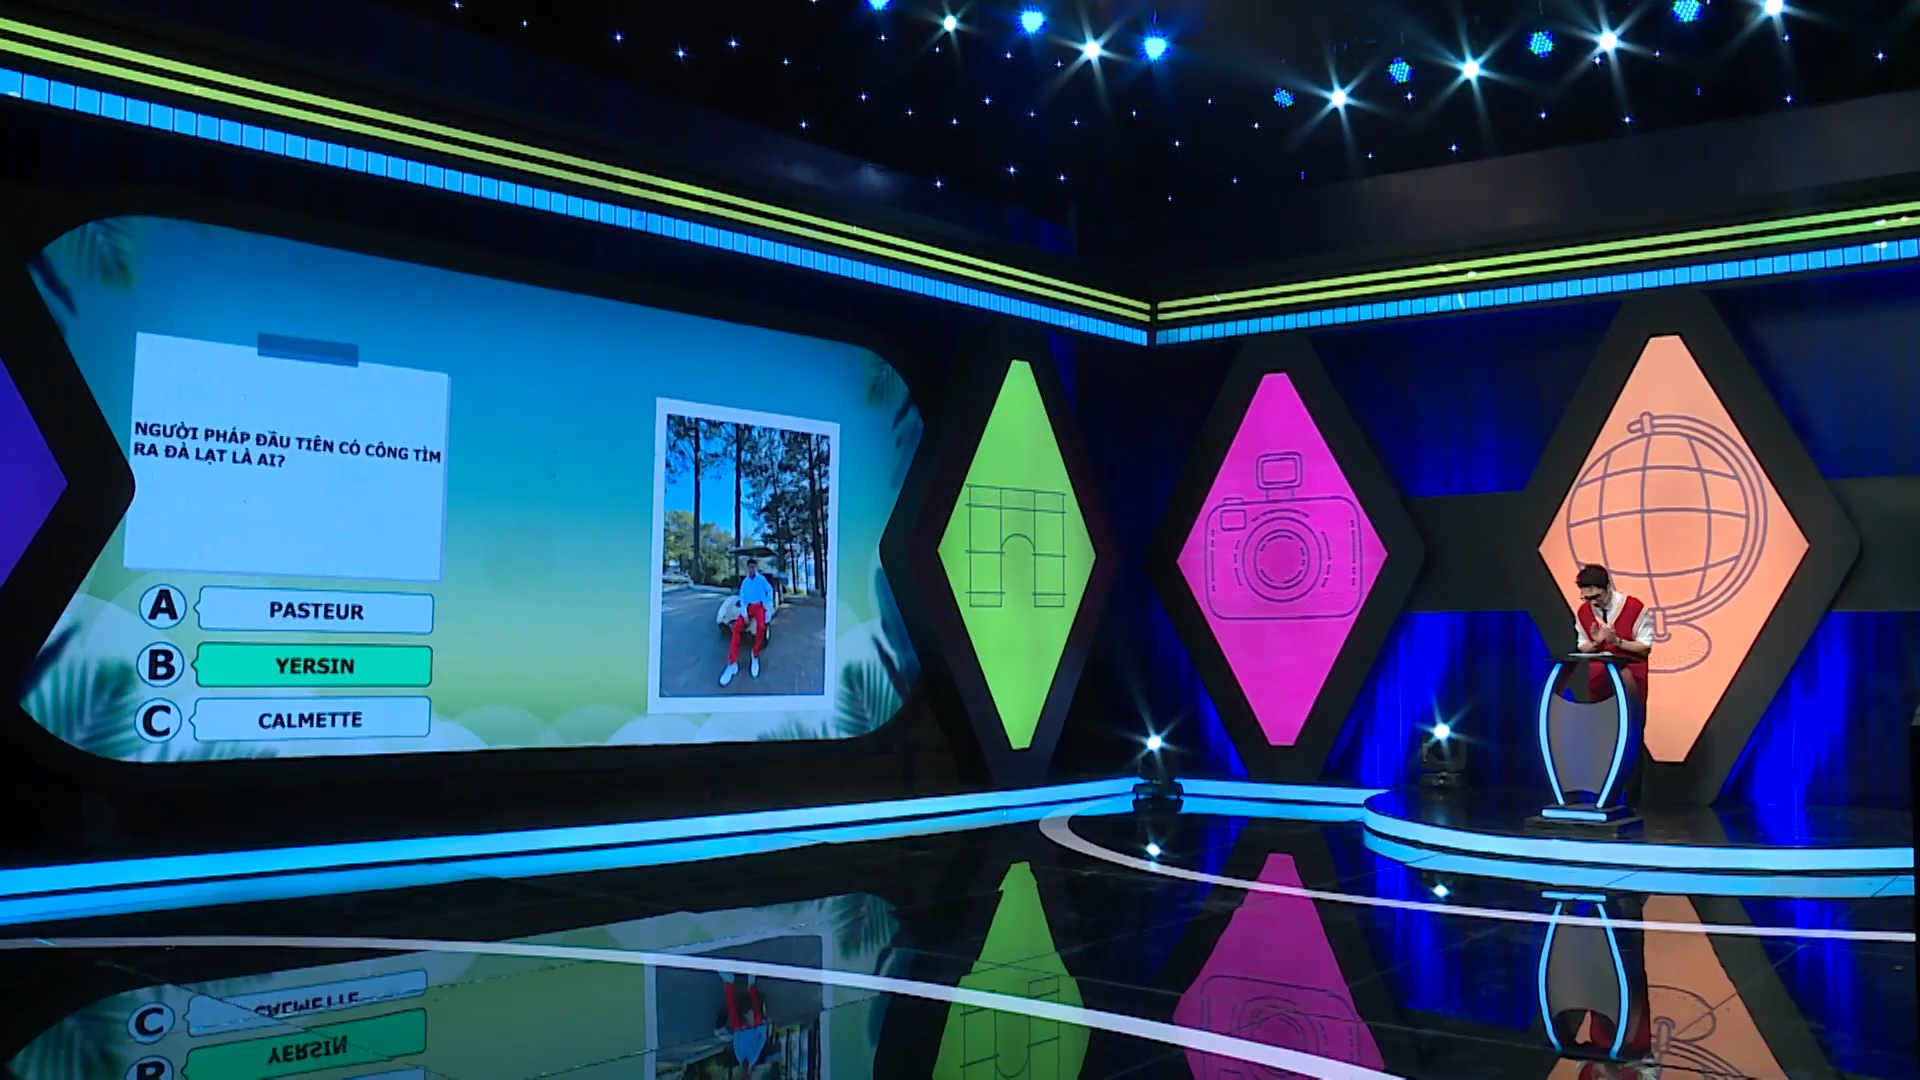 NGƯỜI PHÁP ĐẦU TIÊN CÓ CÔNG TÌM
RA ĐÀ LẠT LÀ AI?
A PASTEUR
B YERSIN
C CALMETTE